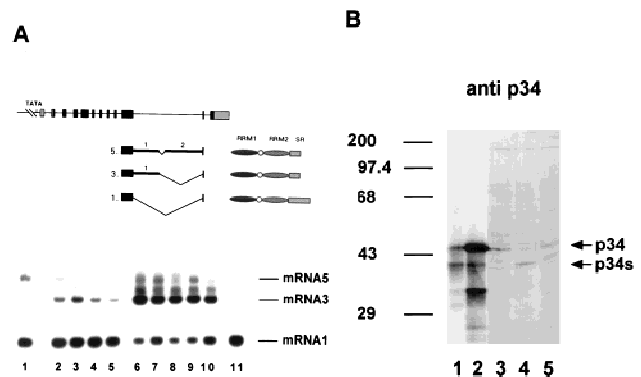 A
TATA
1 2
RRM1 RRM2 SR
5.
1
3.
1.
mRNA5
mRNA3
mRNA1
1 2 3 4 5 6 7 8 9 10 11
B
anti p34
200
97.4
68
43
29
p34
p34s
1 2 3 4 5